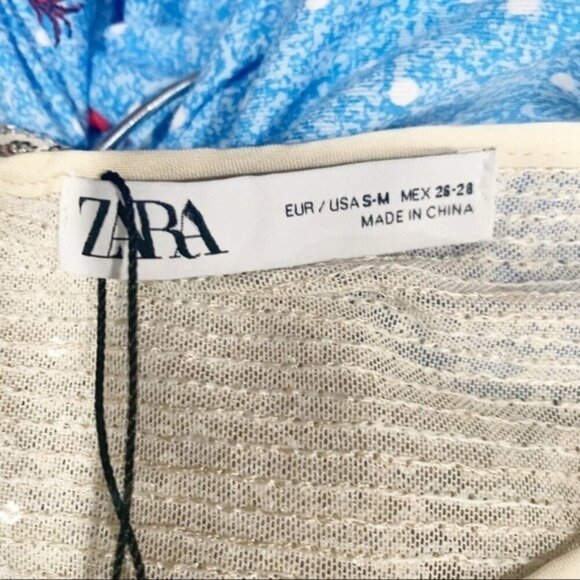 ZARA
EUR / USA S-M MEX 26-28
MADE IN CHINA